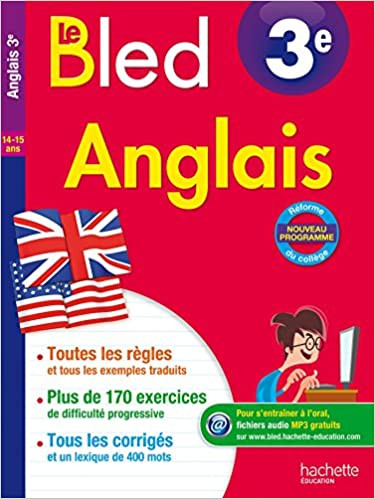 Anglais 3e
14-15
ans
Le
Bled
3e
Anglais
Réforme
NOUVEAU
PROGRAMME
du collège
• Toutes les règles
et tous les exemples traduits
• Plus de 170 exercices
de difficulté progressive
• Tous les corrigés
et un lexique de 400 mots
@
Pour s'entraîner à l'oral,
fichiers audio MP3 gratuits
sur www.bled.hachette-education.com
hachette
ÉDUCATION